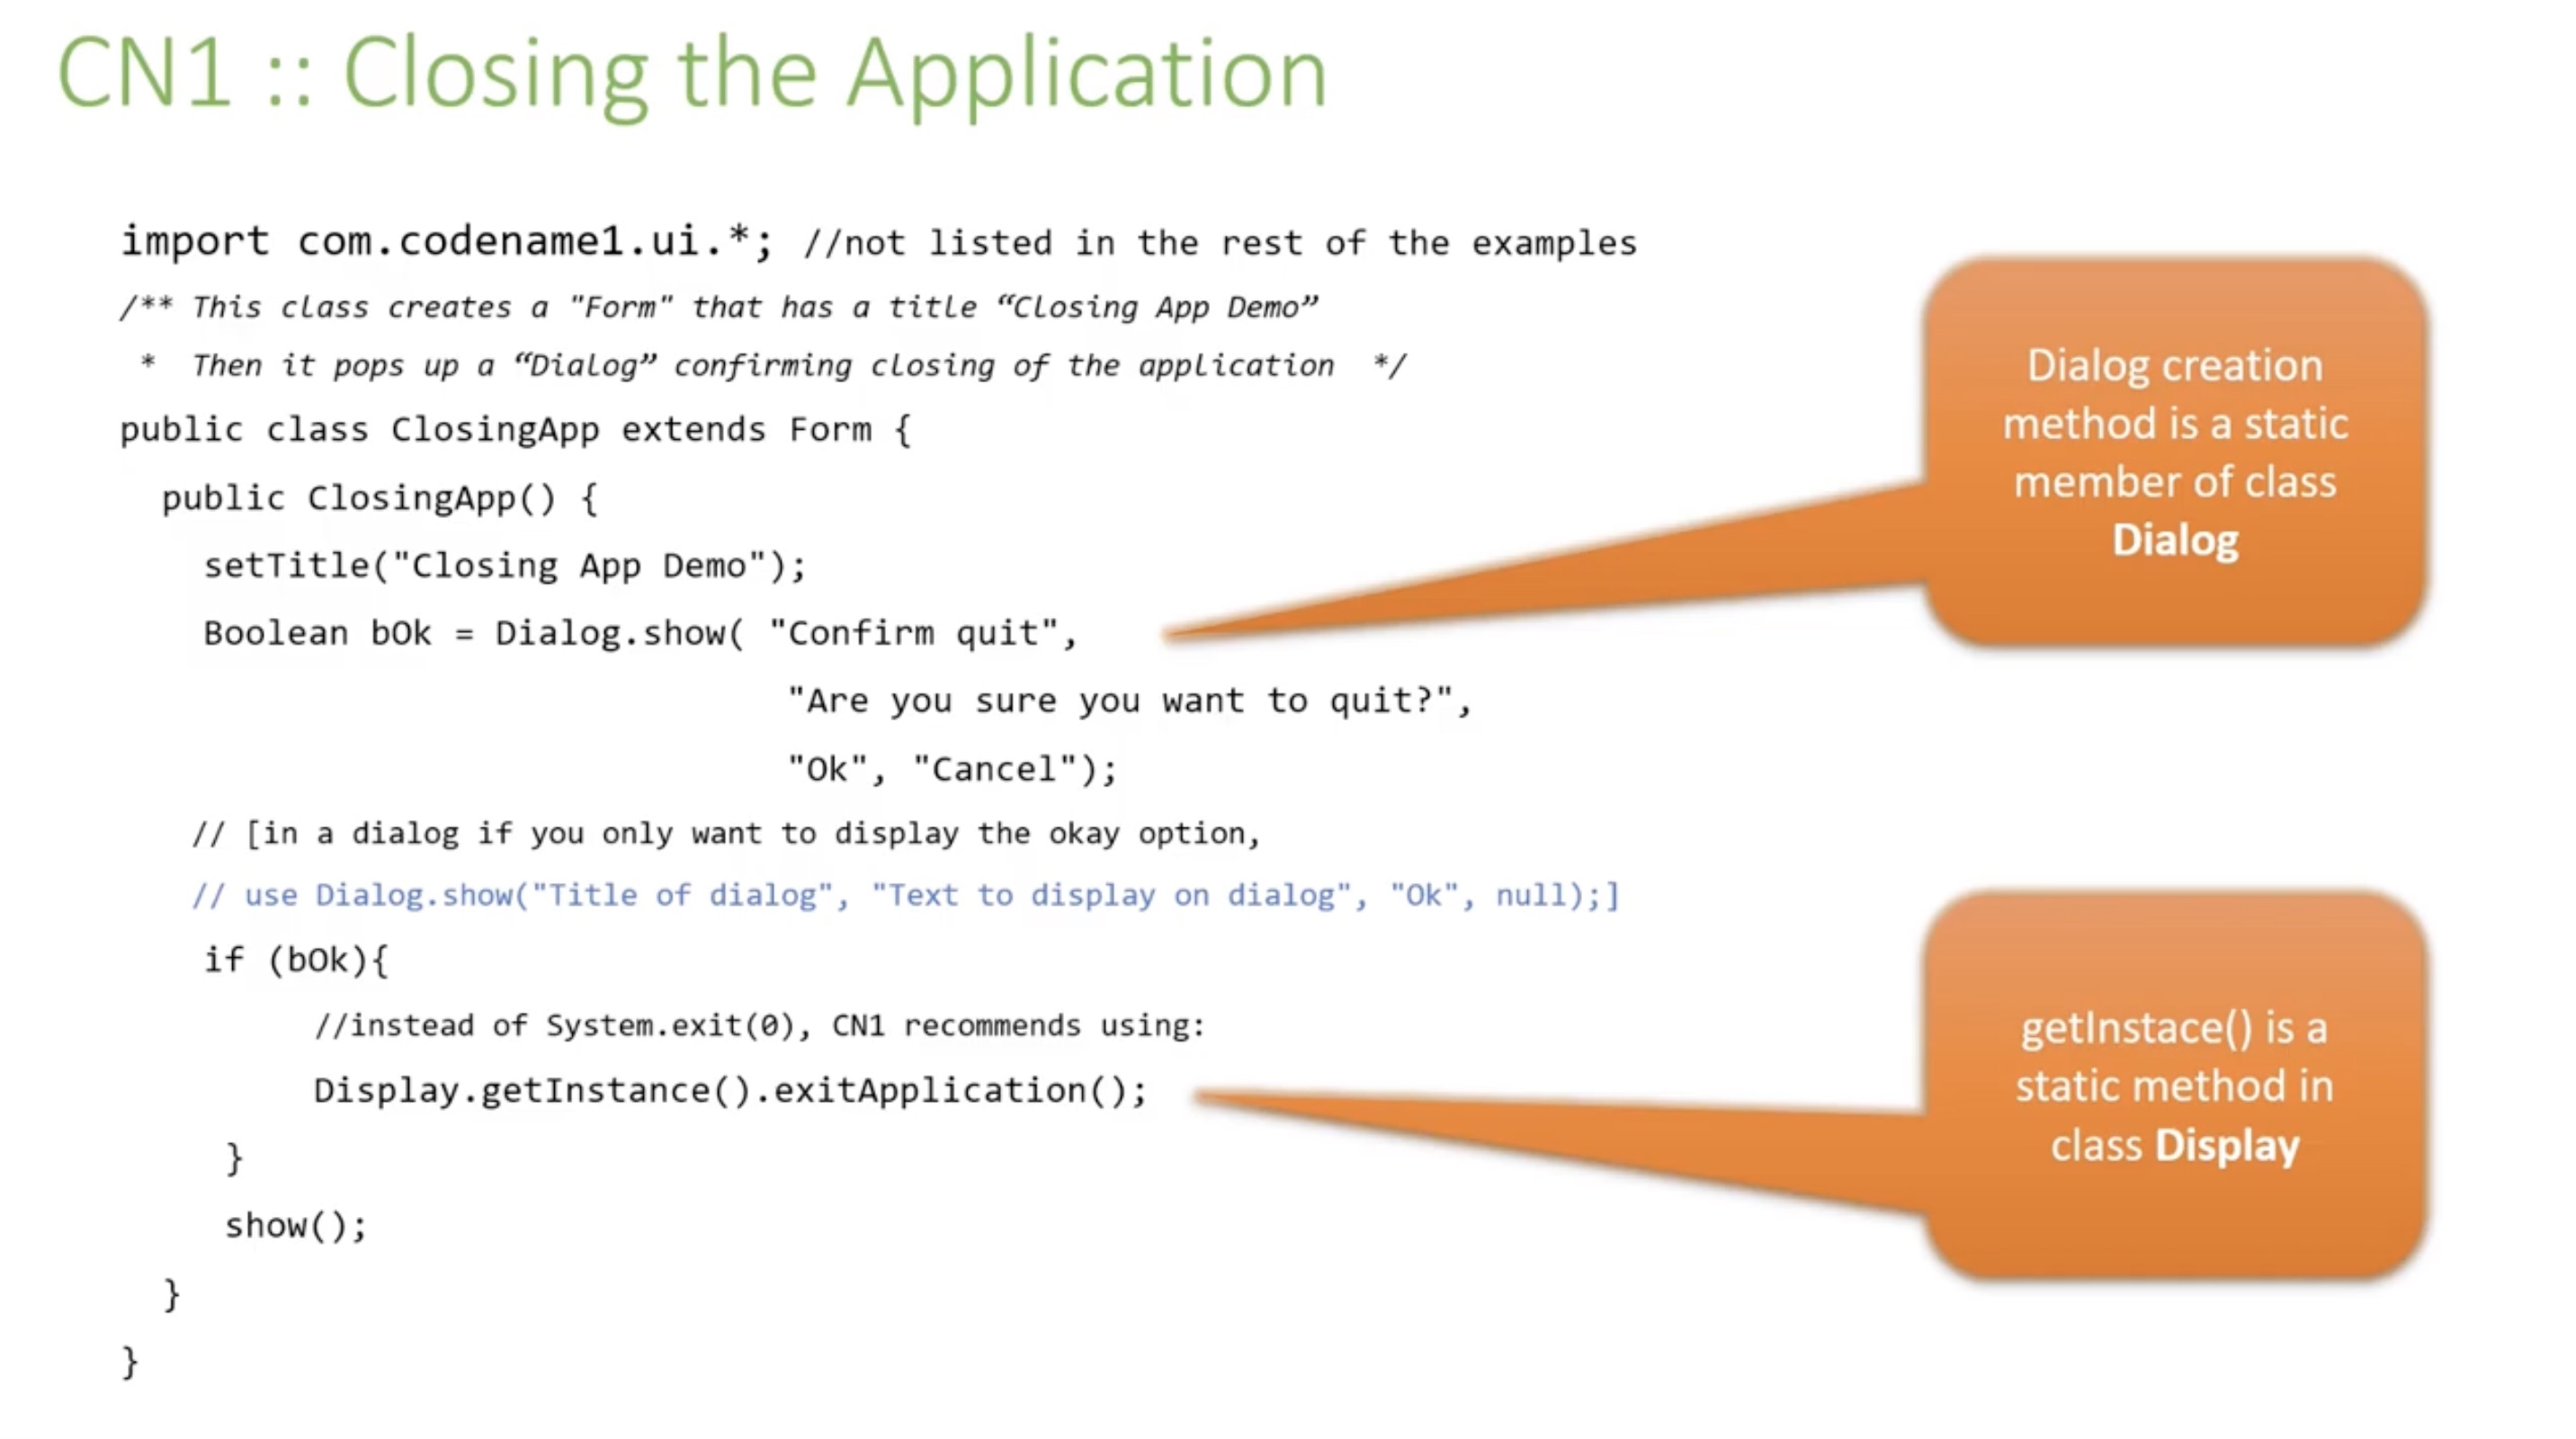 CN1 :: Closing the Application
import com.codename1.ui.*; //not listed in the rest of the examples
/** This class creates a "Form" that has a title “Closing App Demo”
* Then it pops up a “Dialog” confirming closing of the application */
public class ClosingApp extends Form {
public ClosingApp() {
setTitle("Closing App Demo");
Boolean bOk = Dialog.show( "Confirm quit",
"Are you sure you want to quit?",
"Ok", "Cancel");
// [in a dialog if you only want to display the okay option,
// use Dialog.show("Title of dialog", "Text to display on dialog", "Ok", null);]
if (bOk){
//instead of System.exit(0), CN1 recommends using:
Display.getInstance().exitApplication();
}
show();
}
}
Dialog creation
method is a static
member of class
Dialog
getInstace() is a
static method in
class Display